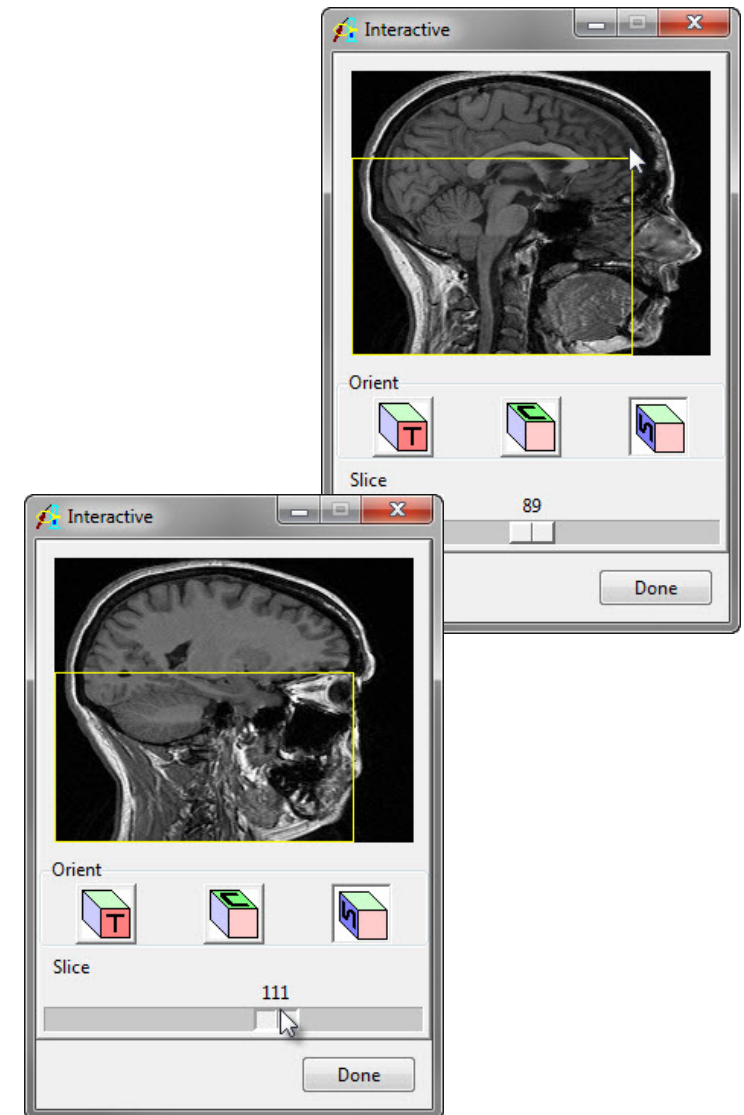 Interactive
Orient
T U S
Slice
89
Done
Interactive
Orient
T U S
Slice
111
Done